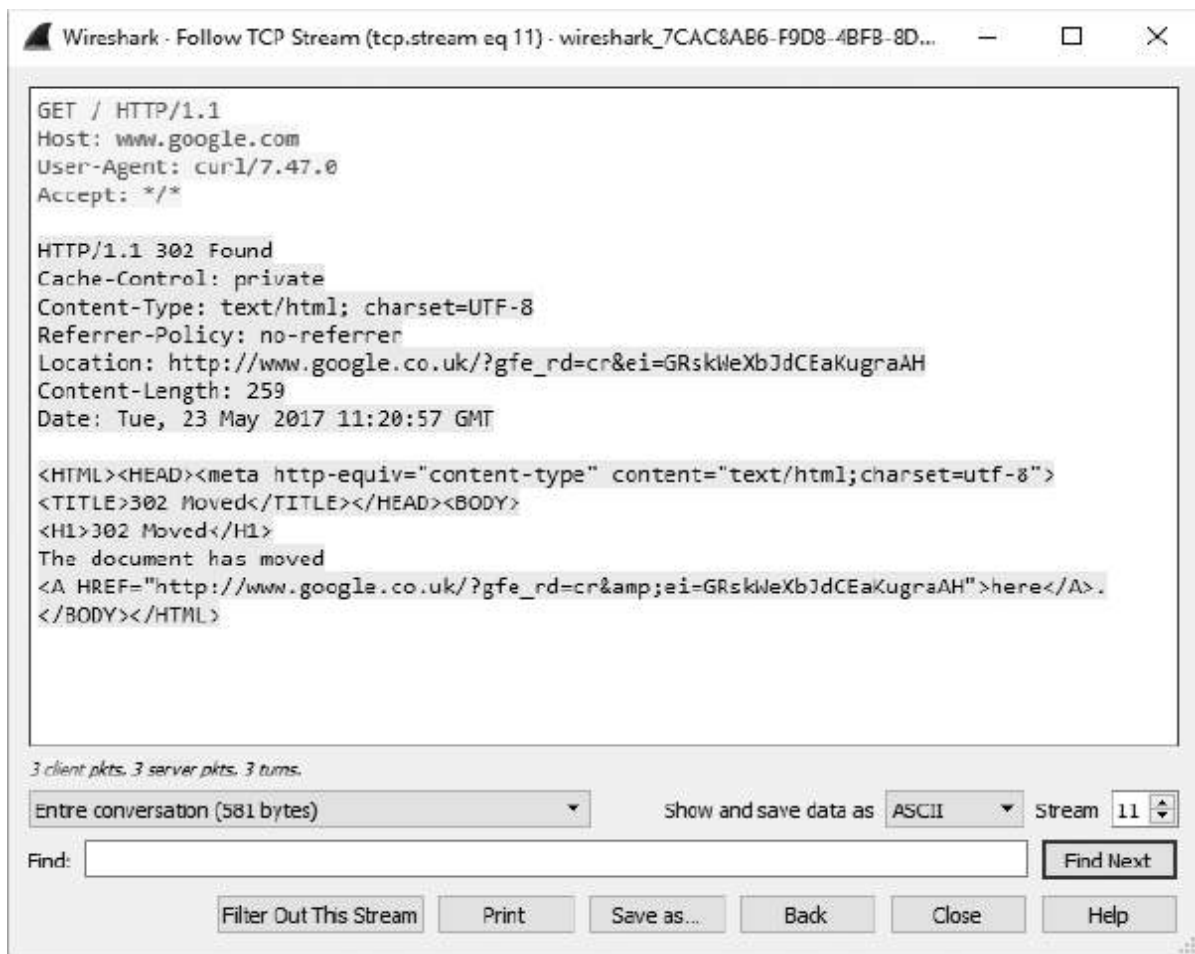 Wireshark - Follow TCP Stream (tcp.stream eq 11) - wireshark_7CAC8AB6-F9D8-4BFB-8D...
GET / HTTP/1.1
Host: www.google.com
User-Agent: curl/7.47.0
Accept: */*
HTTP/1.1 302 Found
Cache-Control: private
Content-Type: text/html; charset=UTF-8
Referrer-Policy: no-referrer
Location: http://www.google.co.uk/?gfe_rd=cr&ei=GRskWeXbJdCEaKugraAH
Content-Length: 259
Date: Tue, 23 May 2017 11:20:57 GMT
<HTML><HEAD><meta http-equiv="content-type" content="text/html;charset=utf-8">
<TITLE>302 Moved</TITLE></HEAD><BODY>
<H1>302 Moved</H1>
The document has moved
<A HREF="http://www.google.co.uk/?gfe_rd=cr&amp;ei=GRskWeXbJdCEaKugraAH">here</A>.
</BODY></HTML>
3 client pkts, 3 server pkts, 3 turns.
Entire conversation (581 bytes) Show and save data as ASCII Stream 11
Find: Find Next
Filter Out This Stream Print Save as... Back Close Help